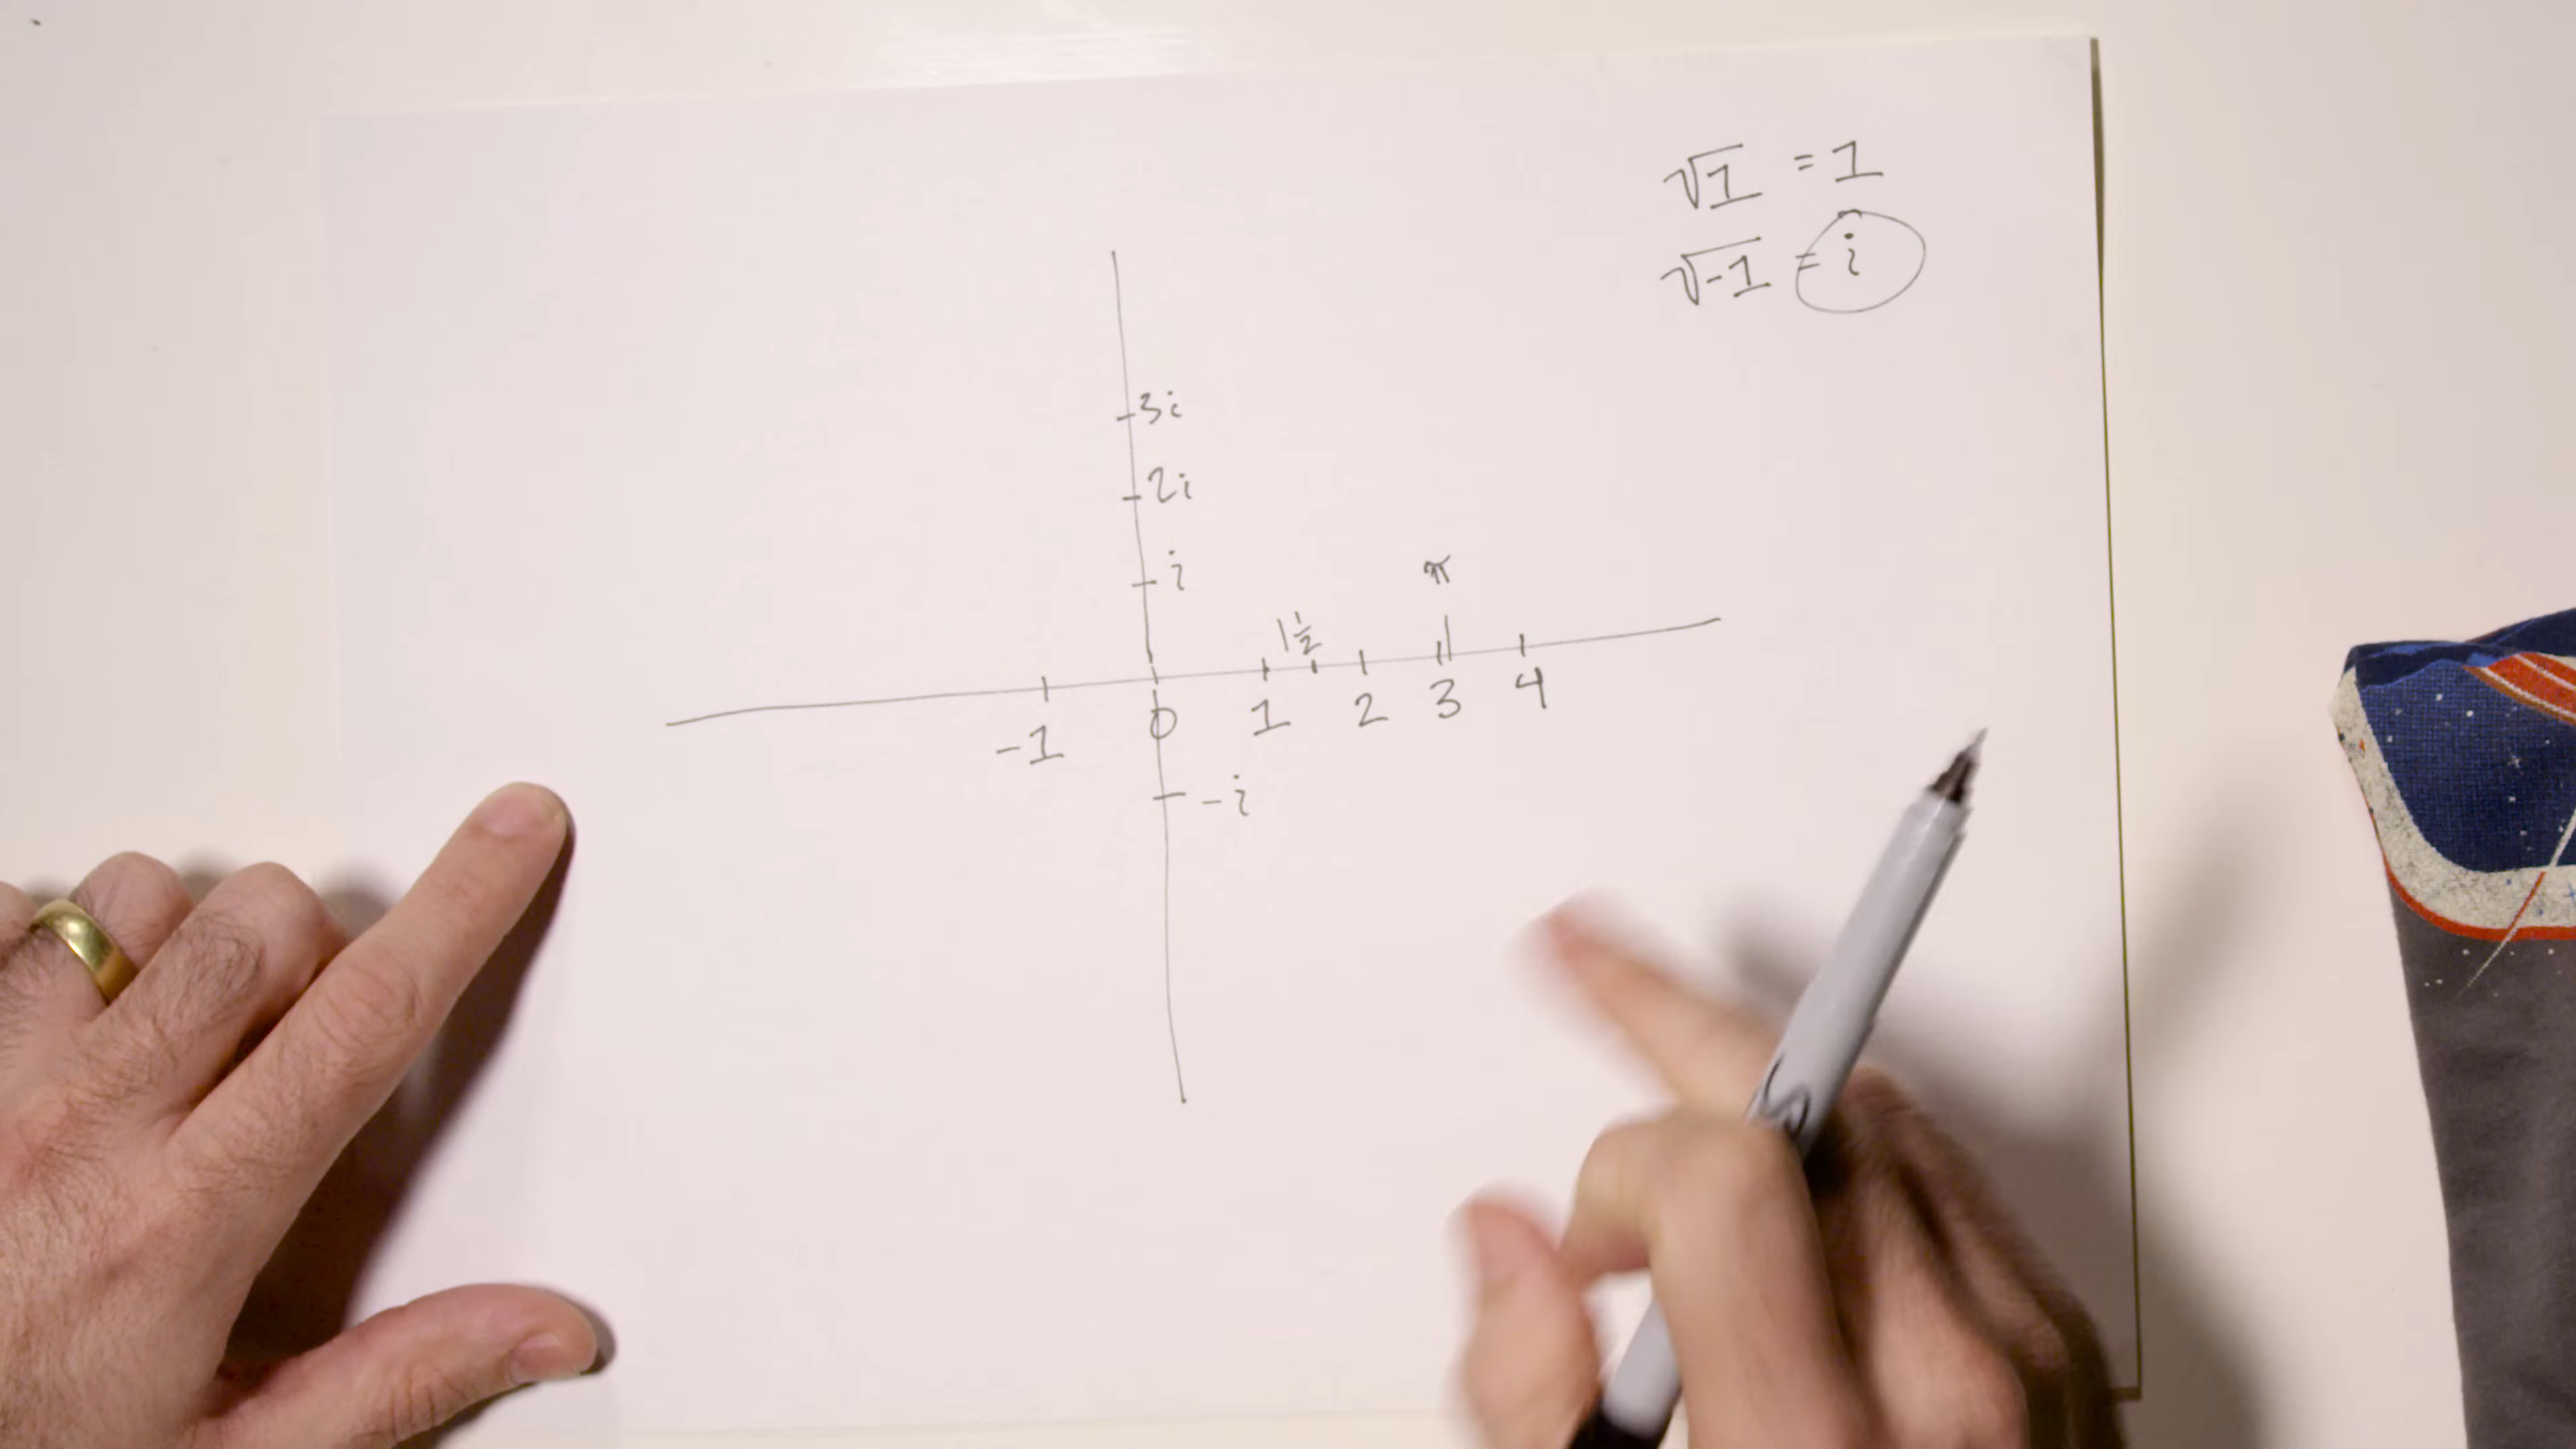 √1 = 1
√-1 = i
3i
2i
i
π
1½
-1 0 1 2 3 4
-i